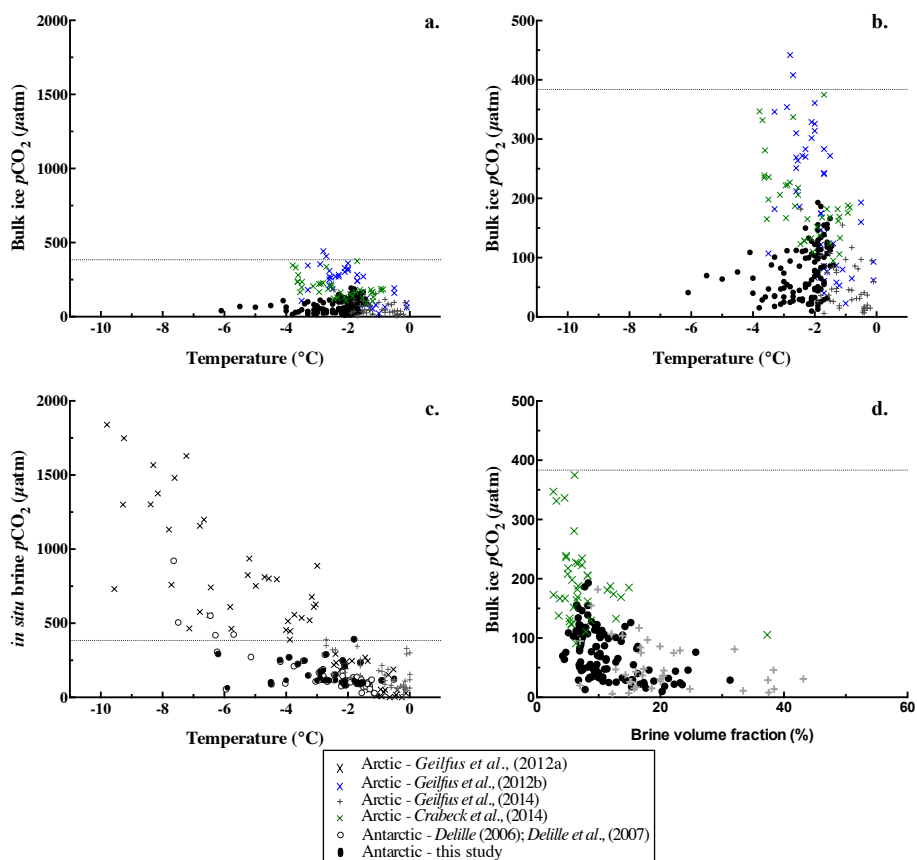 a.
2000
1500
1000
500
0
Bulk ice pCO2 (µatm)
-10 -8 -6 -4 -2 0
Temperature (°C)
b.
500
400
300
200
100
0
Bulk ice pCO2 (µatm)
-10 -8 -6 -4 -2 0
Temperature (°C)
c.
2000
1500
1000
500
0
in situ brine pCO2 (µatm)
-10 -8 -6 -4 -2 0
Temperature (°C)
d.
500
400
300
200
100
0
Bulk ice pCO2 (µatm)
0 20 40 60
Brine volume fraction (%)
Arctic - Geilfus et al., (2012a)
Arctic - Geilfus et al., (2012b)
Arctic - Geilfus et al., (2014)
Arctic - Crabeck et al., (2014)
Antarctic - Delille (2006); Delille et al., (2007)
Antarctic - this study